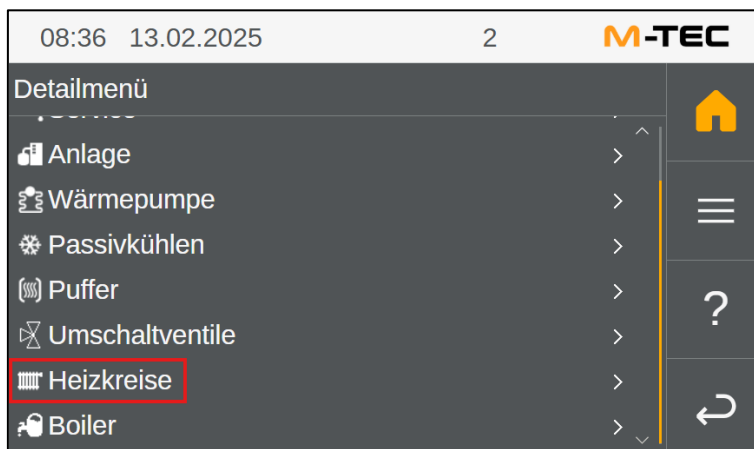 08:36 13.02.2025 2 M-TEC
Detailmenü
Anlage
Wärmepumpe
Passivkühlen
Puffer
?
Umschaltventile
Heizkreise
Boiler